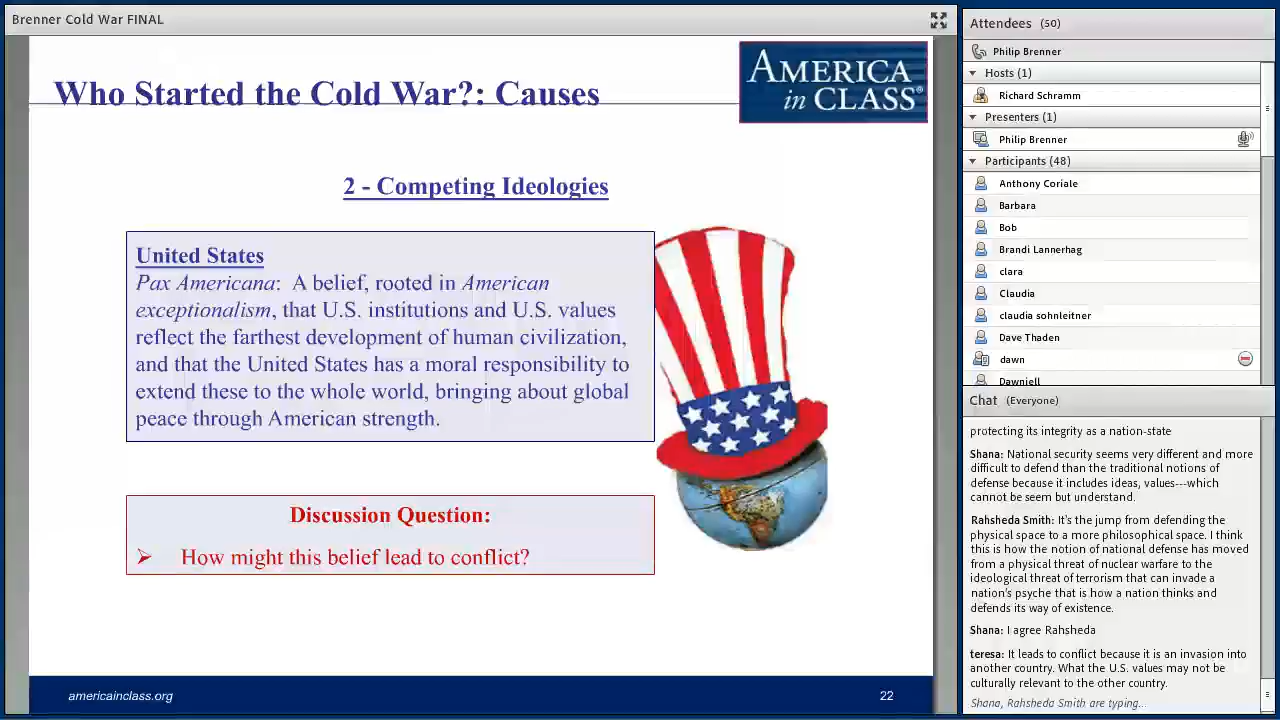 Brenner Cold War FINAL
Who Started the Cold War?: Causes
AMERICA
in CLASS®
2 - Competing Ideologies
United States
Pax Americana: A belief, rooted in American
exceptionalism, that U.S. institutions and U.S. values
reflect the farthest development of human civilization,
and that the United States has a moral responsibility to
extend these to the whole world, bringing about global
peace through American strength.
Discussion Question:
How might this belief lead to conflict?
americainclass.org
22
Attendees (50)
Philip Brenner
Hosts (1)
Richard Schramm
Presenters (1)
Philip Brenner
Participants (48)
Anthony Coriale
Barbara
Bob
Brandi Lannerhag
clara
Claudia
claudia sohnleitner
Dave Thaden
dawn
Dawniell
Chat (Everyone)
protecting its integrity as a nation-state
Shana: National security seems very different and more
difficult to defend than the traditional notions of
defense because it includes ideas, values---which
cannot be seem but understand.
Rahsheda Smith: It's the jump from defending the
physical space to a more philosophical space. I think
this is how the notion of national defense has moved
from a physical threat of nuclear warfare to the
ideological threat of terrorism that can invade a
nation's psyche that is how a nation thinks and
defends its way of existence.
Shana: I agree Rahsheda
teresa: It leads to conflict because it is an invasion into
another country. What the U.S. values may not be
culturally relevant to the other country.
Shana, Rahsheda Smith are typing...